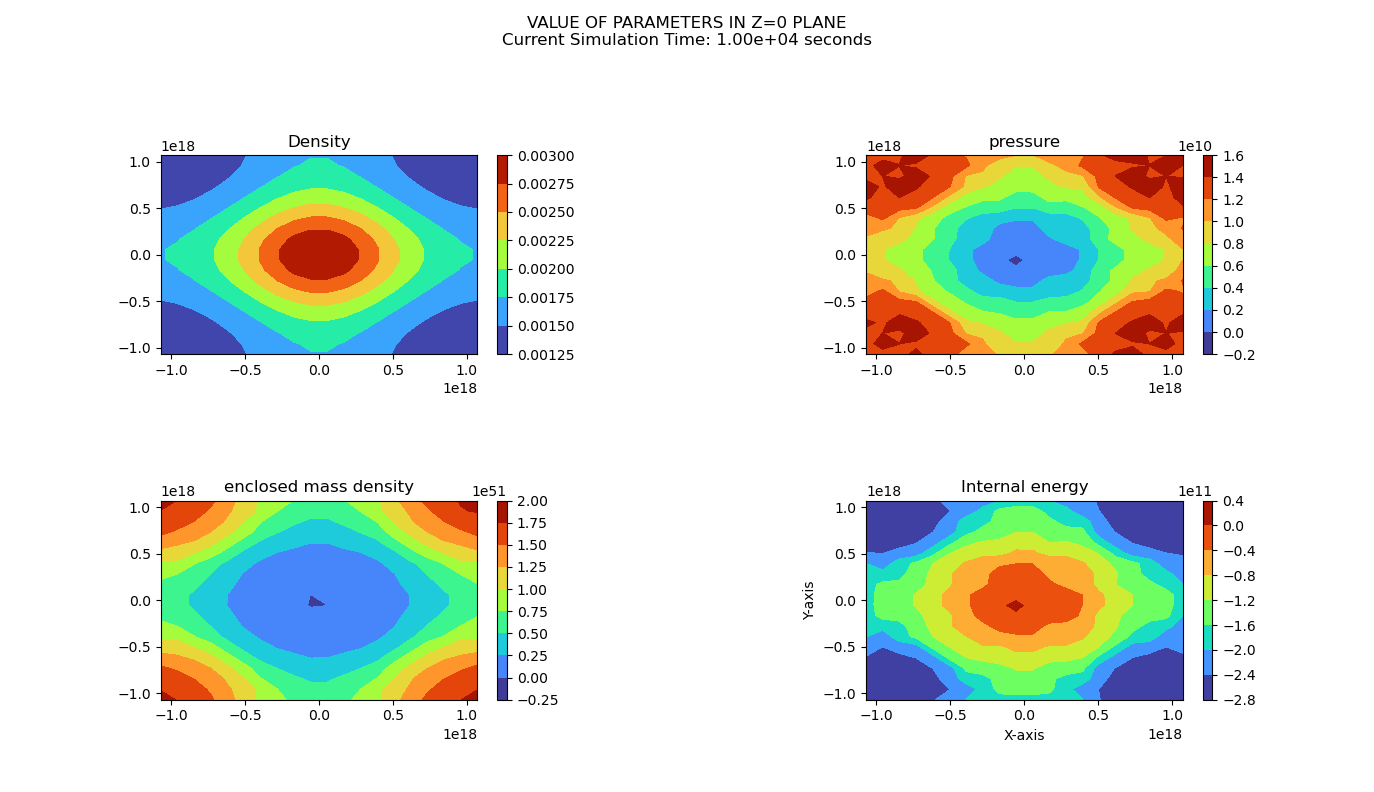 VALUE OF PARAMETERS IN Z=0 PLANE
Current Simulation Time: 1.00e+04 seconds
Density
1e18
1.0
0.5
0.0
−0.5
−1.0
−1.0 −0.5 0.0 0.5 1.0
1e18
0.00300
0.00275
0.00250
0.00225
0.00200
0.00175
0.00150
0.00125
pressure
1e18
1e10
1.0
0.5
0.0
−0.5
−1.0
−1.0 −0.5 0.0 0.5 1.0
1e18
1.6
1.4
1.2
1.0
0.8
0.6
0.4
0.2
0.0
−0.2
enclosed mass density
1e18
1e51
1.0
0.5
0.0
−0.5
−1.0
−1.0 −0.5 0.0 0.5 1.0
1e18
2.00
1.75
1.50
1.25
1.00
0.75
0.50
0.25
0.00
−0.25
Internal energy
1e18
1e11
Y-axis
1.0
0.5
0.0
−0.5
−1.0
−1.0 −0.5 0.0 0.5 1.0
X-axis
1e18
0.4
0.0
−0.4
−0.8
−1.2
−1.6
−2.0
−2.4
−2.8